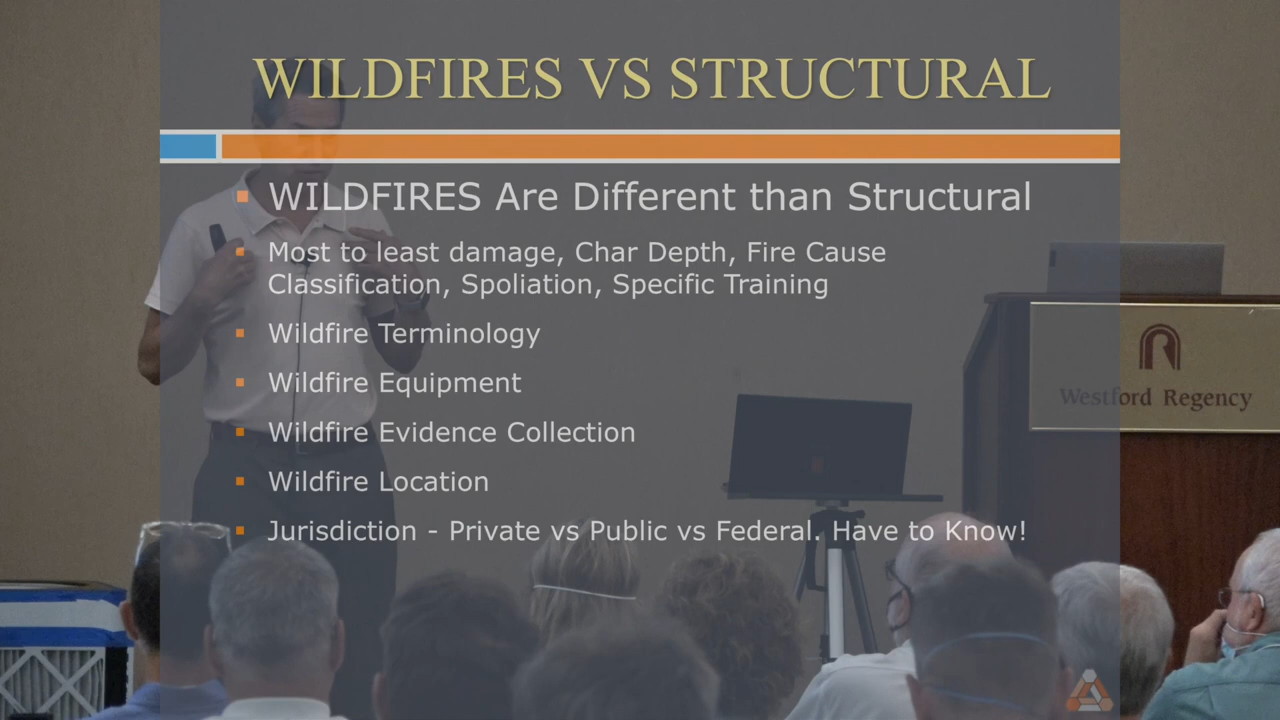 WILDFIRES VS STRUCTURAL
WILDFIRES Are Different than Structural
Most to least damage, Char Depth, Fire Cause
Classification, Spoliation, Specific Training
Wildfire Terminology
Wildfire Equipment
Westford Regency
Wildfire Evidence Collection
Wildfire Location
Jurisdiction - Private vs Public vs Federal. Have to Know!